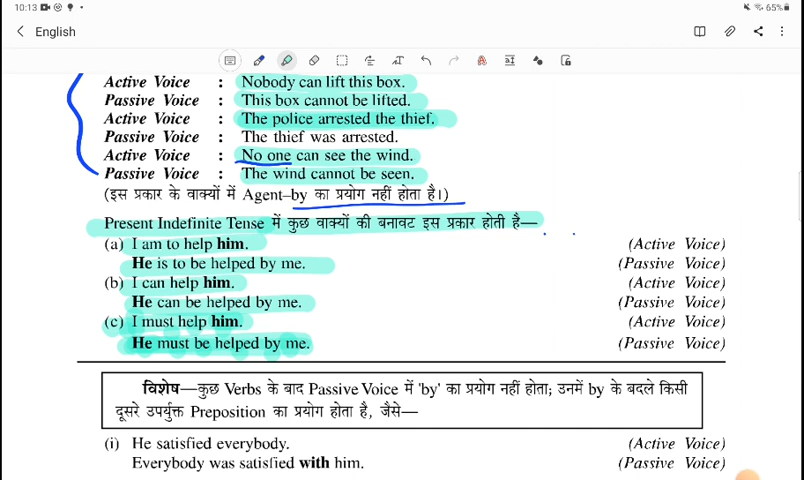 10:13 65%
English
Active Voice : Nobody can lift this box.
Passive Voice : This box cannot be lifted.
Active Voice : The police arrested the thief.
Passive Voice : The thief was arrested.
Active Voice : No one can see the wind.
Passive Voice : The wind cannot be seen.
(इस प्रकार के वाक्यों में Agent–by का प्रयोग नहीं होता है।)
Present Indefinite Tense में कुछ वाक्यों की बनावट इस प्रकार होती है—
(a) I am to help him. (Active Voice)
He is to be helped by me. (Passive Voice)
(b) I can help him. (Active Voice)
He can be helped by me. (Passive Voice)
(c) I must help him. (Active Voice)
He must be helped by me. (Passive Voice)
विशेष—कुछ Verbs के बाद Passive Voice में 'by' का प्रयोग नहीं होता; उनमें by के बदले किसी
दूसरे उपर्युक्त Preposition का प्रयोग होता है, जैसे—
(i) He satisfied everybody. (Active Voice)
Everybody was satisfied with him. (Passive Voice)